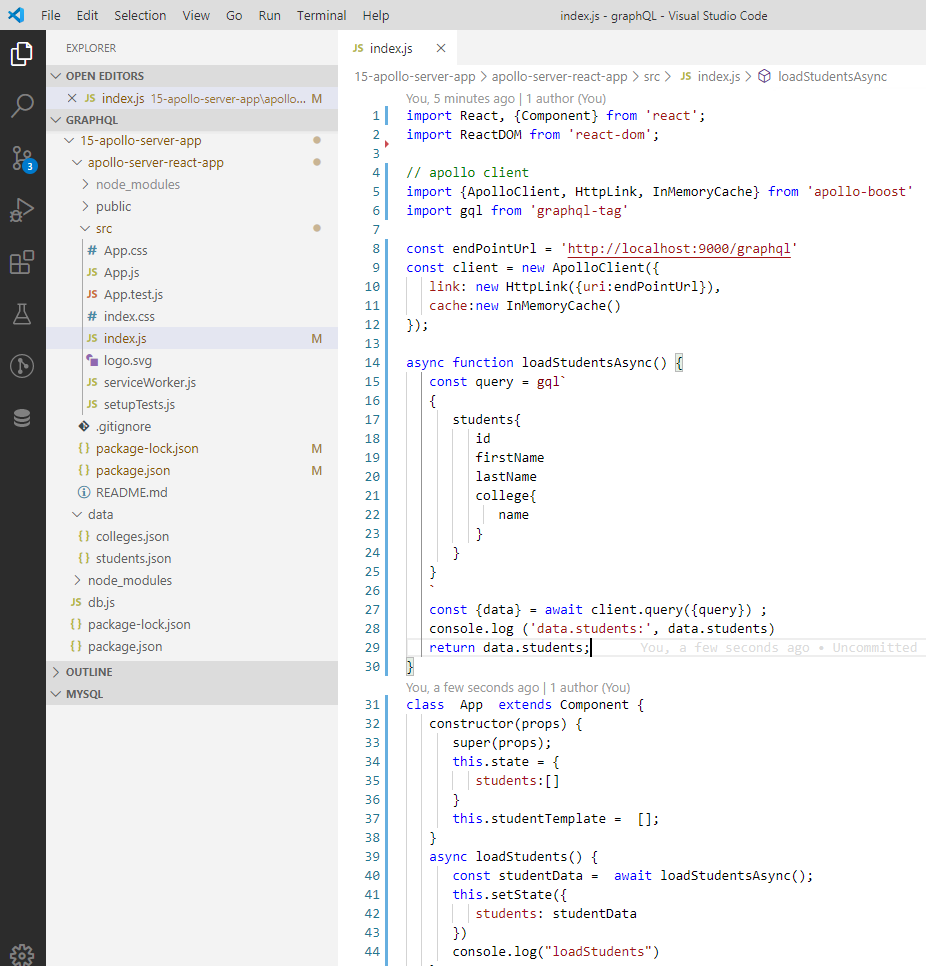 File Edit Selection View Go Run Terminal Help index.js - graphQL - Visual Studio Code
EXPLORER
OPEN EDITORS
JS index.js 15-apollo-server-app\apollo... M
GRAPHQL
15-apollo-server-app
apollo-server-react-app
node_modules
public
src
# App.css
JS App.js
JS App.test.js
# index.css
JS index.js M
logo.svg
JS serviceWorker.js
JS setupTests.js
.gitignore
{} package-lock.json M
{} package.json M
README.md
data
{} colleges.json
{} students.json
node_modules
JS db.js
{} package-lock.json
{} package.json
OUTLINE
MYSQL
3
JS index.js
15-apollo-server-app > apollo-server-react-app > src > JS index.js > loadStudentsAsync
You, 5 minutes ago | 1 author (You)
1 import React, {Component} from 'react';
2 import ReactDOM from 'react-dom';
3
4 // apollo client
5 import {ApolloClient, HttpLink, InMemoryCache} from 'apollo-boost'
6 import gql from 'graphql-tag'
7
8 const endPointUrl = 'http://localhost:9000/graphql'
9 const client = new ApolloClient({
10 link: new HttpLink({uri:endPointUrl}),
11 cache:new InMemoryCache()
12 });
13
14 async function loadStudentsAsync() {
15 const query = gql`
16 {
17 students{
18 id
19 firstName
20 lastName
21 college{
22 name
23 }
24 }
25 }
26 `
27 const {data} = await client.query({query}) ;
28 console.log ('data.students:', data.students)
29 return data.students; You, a few seconds ago • Uncommitted
30 }
You, a few seconds ago | 1 author (You)
31 class App extends Component {
32 constructor(props) {
33 super(props);
34 this.state = {
35 students:[]
36 }
37 this.studentTemplate = [];
38 }
39 async loadStudents() {
40 const studentData = await loadStudentsAsync();
41 this.setState({
42 students: studentData
43 })
44 console.log("loadStudents")